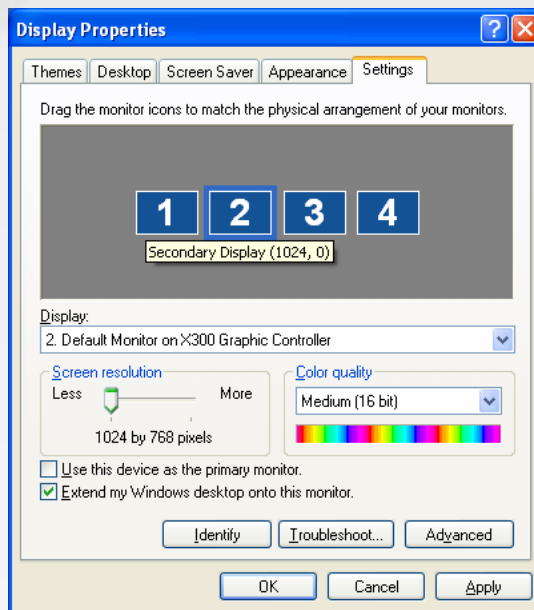 Display Properties
Themes Desktop Screen Saver Appearance Settings
Drag the monitor icons to match the physical arrangement of your monitors.
1 2 3 4
Secondary Display (1024, 0)
Display:
2. Default Monitor on X300 Graphic Controller
Screen resolution
Less More
1024 by 768 pixels
Color quality
Medium (16 bit)
Use this device as the primary monitor.
Extend my Windows desktop onto this monitor.
Identify Troubleshoot... Advanced
OK Cancel Apply